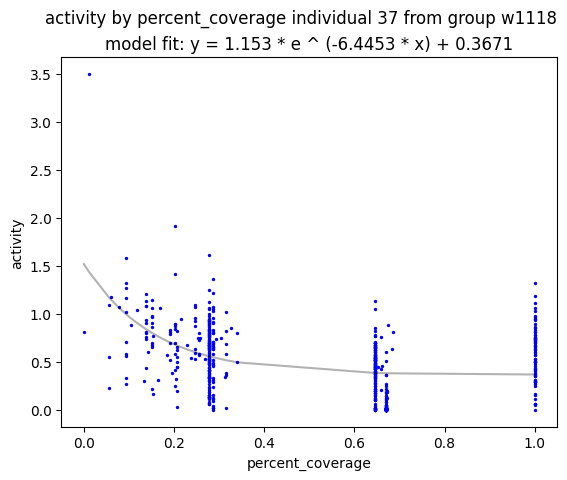 activity by percent_coverage individual 37 from group w1118
model fit: y = 1.153 * e ^ (-6.4453 * x) + 0.3671
3.5
3.0
2.5
2.0
1.5
1.0
0.5
0.0
activity
0.0 0.2 0.4 0.6 0.8 1.0
percent_coverage